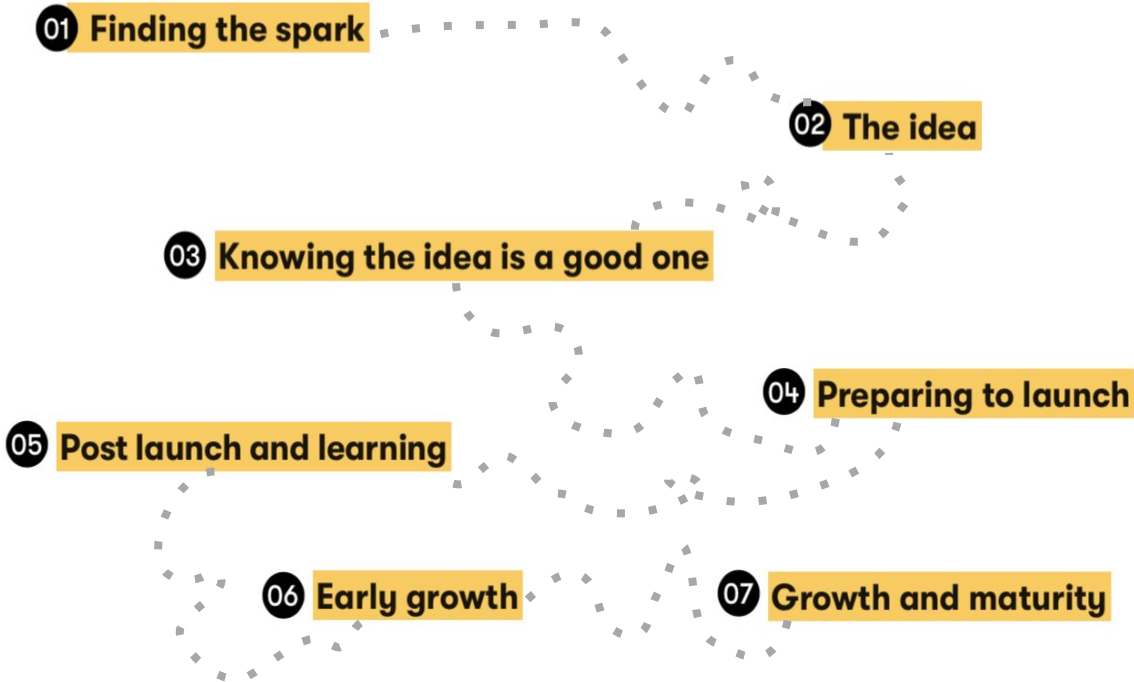 01 Finding the spark
02 The idea
03 Knowing the idea is a good one
04 Preparing to launch
05 Post launch and learning
06 Early growth
07 Growth and maturity